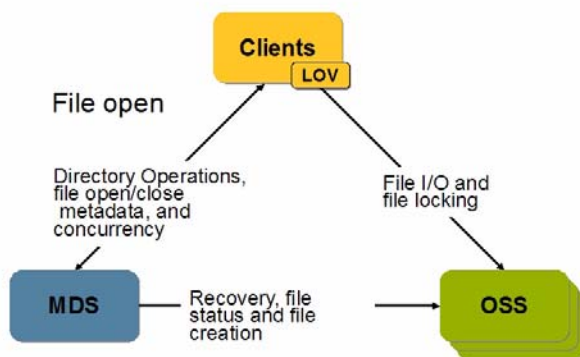 Clients
LOV
File open
Directory Operations,
file open/close
metadata, and
concurrency
File I/O and
file locking
MDS
Recovery, file
status and file
creation
OSS